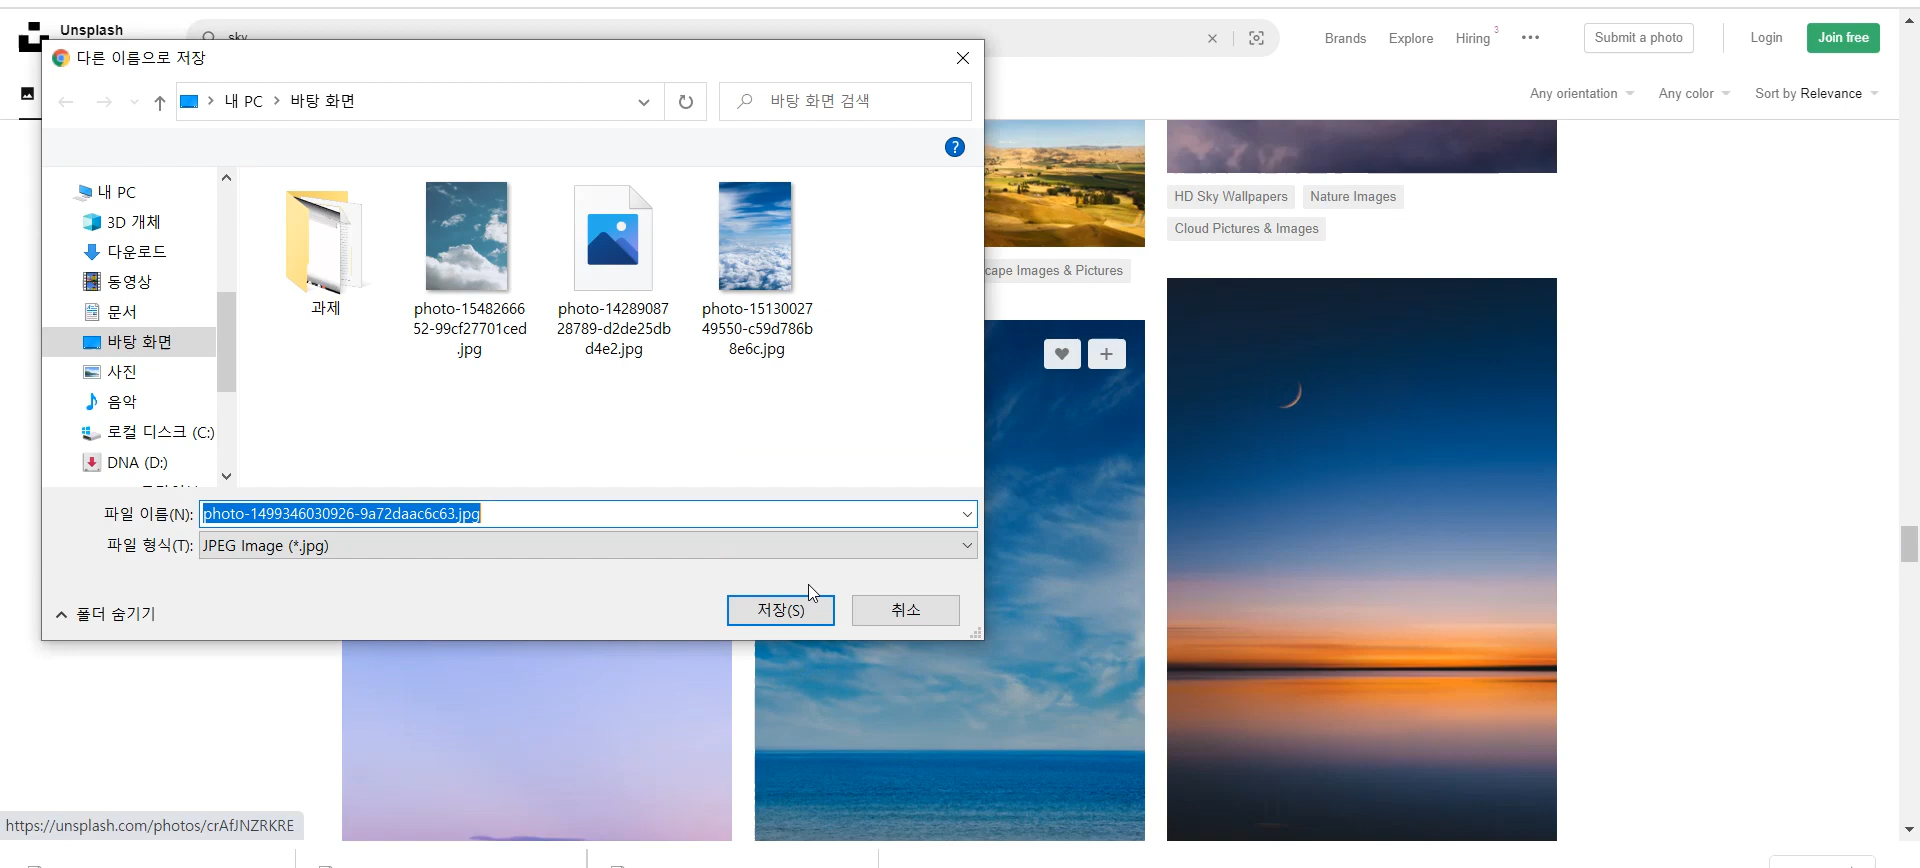 Unsplash
sky
Brands
Explore
Hiring
3
Submit a photo
Login
Join free
다른 이름으로 저장
내 PC
바탕 화면
바탕 화면 검색
Any orientation
Any color
Sort by Relevance
?
내 PC
3D 개체
다운로드
동영상
문서
바탕 화면
사진
음악
로컬 디스크 (C:)
DNA (D:)
과제
photo-15482666
52-99cf27701ced
.jpg
photo-14289087
28789-d2de25db
d4e2.jpg
photo-15130027
49550-c59d786b
8e6c.jpg
HD Sky Wallpapers
Nature Images
Cloud Pictures & Images
cape Images & Pictures
파일 이름(N):
photo-1499346030926-9a72daac6c63.jpg
파일 형식(T):
JPEG Image (*.jpg)
폴더 숨기기
저장(S)
취소
https://unsplash.com/photos/crAfJNZRKRE